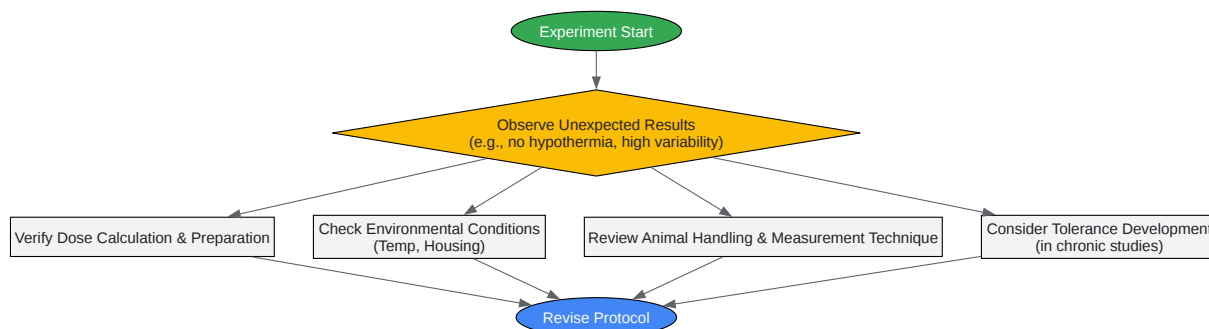 Experiment Start
Observe Unexpected Results
(e.g., no hypothermia, high variability)
Verify Dose Calculation & Preparation
Check Environmental Conditions
(Temp, Housing)
Review Animal Handling & Measurement Technique
Consider Tolerance Development
(in chronic studies)
Revise Protocol